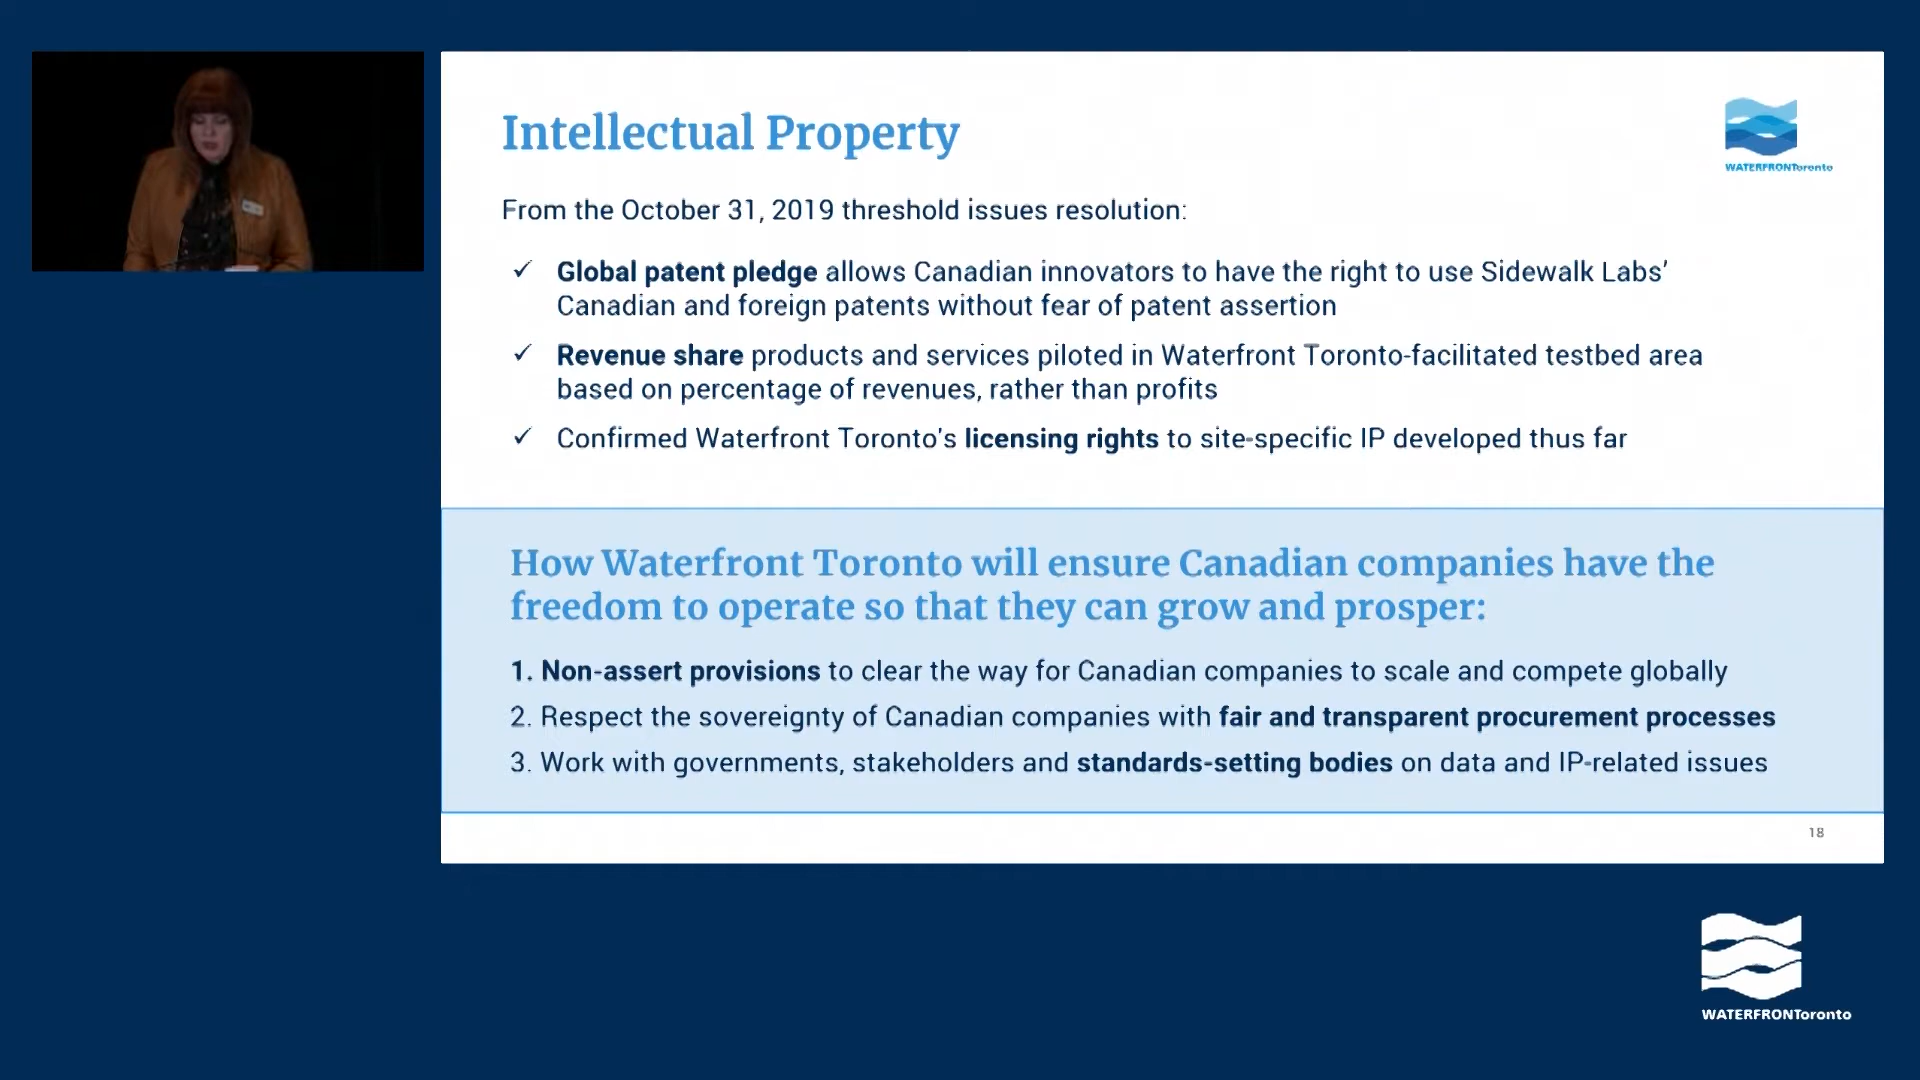 Intellectual Property
WATERFRONToronto
From the October 31, 2019 threshold issues resolution:
✓ Global patent pledge allows Canadian innovators to have the right to use Sidewalk Labs’
Canadian and foreign patents without fear of patent assertion
✓ Revenue share products and services piloted in Waterfront Toronto-facilitated testbed area
based on percentage of revenues, rather than profits
✓ Confirmed Waterfront Toronto’s licensing rights to site-specific IP developed thus far
How Waterfront Toronto will ensure Canadian companies have the
freedom to operate so that they can grow and prosper:
1. Non-assert provisions to clear the way for Canadian companies to scale and compete globally
2. Respect the sovereignty of Canadian companies with fair and transparent procurement processes
3. Work with governments, stakeholders and standards-setting bodies on data and IP-related issues
18
WATERFRONToronto